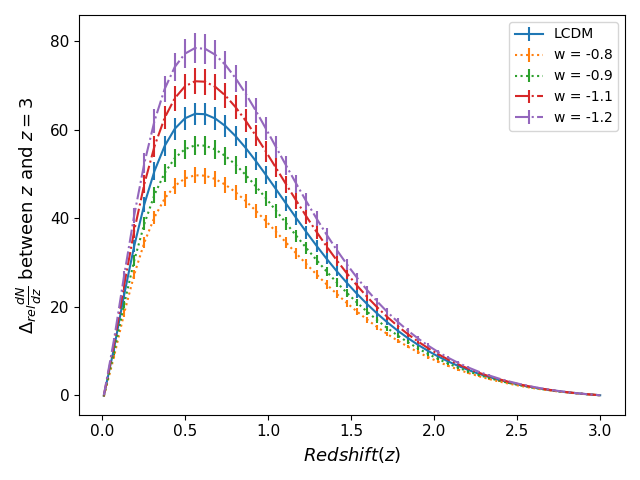 80
60
40
20
0
0.0 0.5 1.0 1.5 2.0 2.5 3.0
Redshift(z)
Δ_rel dN/dz between z and z = 3
LCDM
w = -0.8
w = -0.9
w = -1.1
w = -1.2